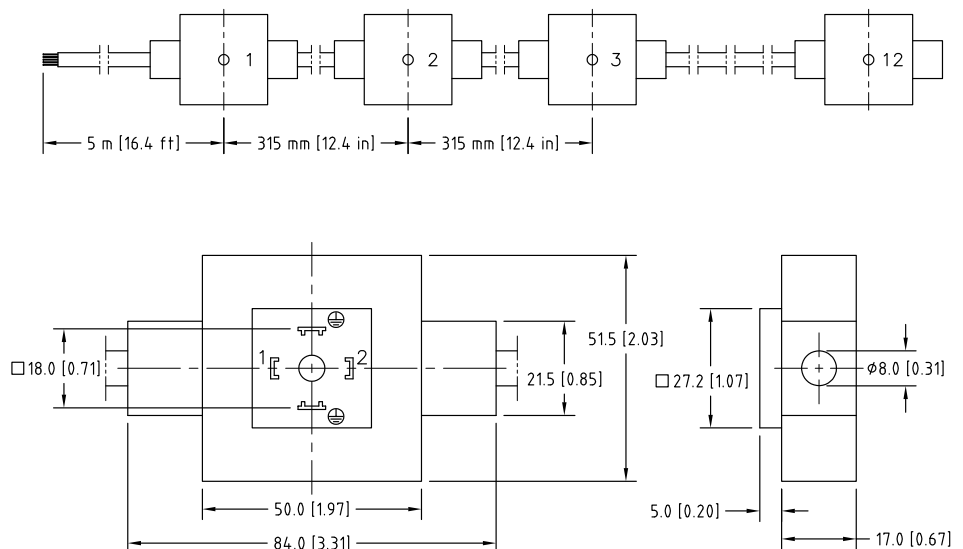 1 2 3 12
5 m [16.4 ft] 315 mm [12.4 in] 315 mm [12.4 in]
51.5 [2.03]
□18.0 [0.71] 1 2 21.5 [0.85] □27.2 [1.07] ⌀8.0 [0.31]
50.0 [1.97] 5.0 [0.20]
84.0 [3.31] 17.0 [0.67]